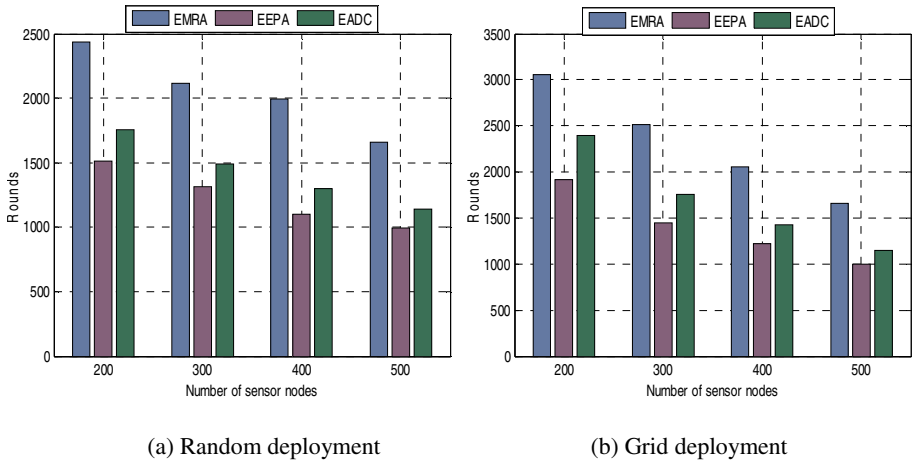 EMRA EEPA EADC
2500
2000
1500
1000
500
0
Rounds
200 300 400 500
Number of sensor nodes
(a) Random deployment
EMRA EEPA EADC
3500
3000
2500
2000
1500
1000
500
0
Rounds
200 300 400 500
Number of sensor nodes
(b) Grid deployment